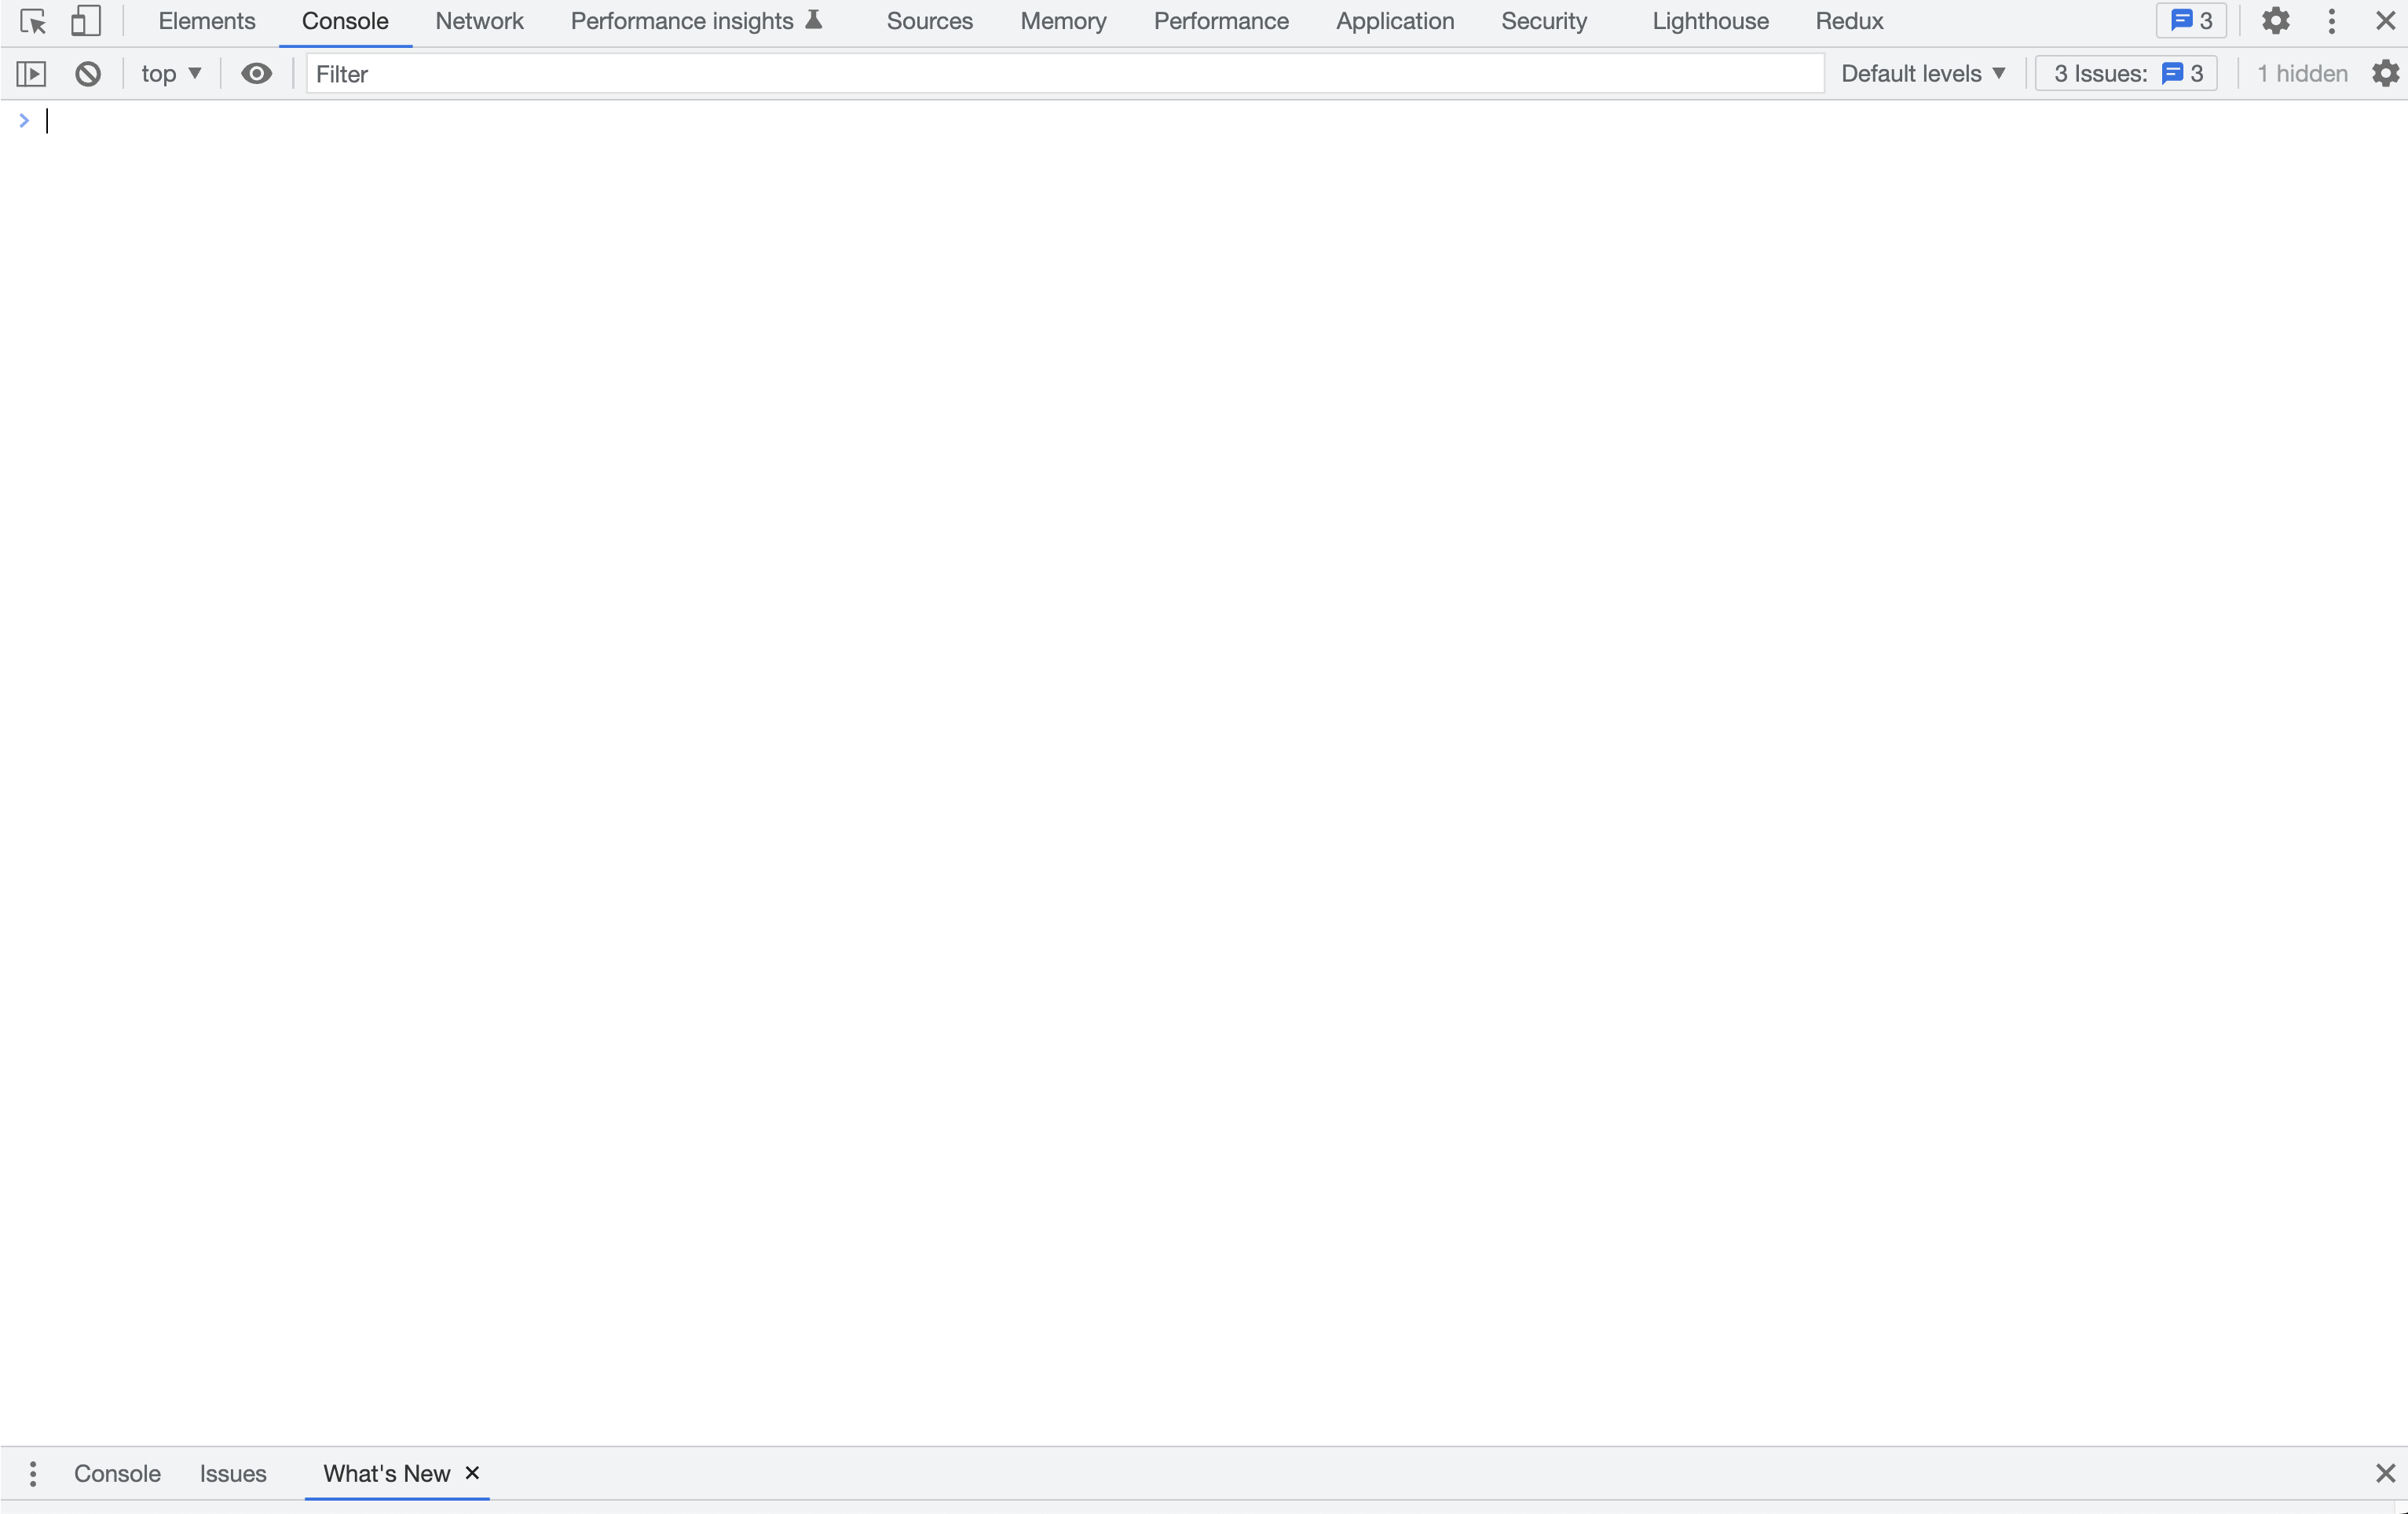 Elements Console Network Performance insights Sources Memory Performance Application Security Lighthouse Redux 3
top Filter Default levels 3 Issues: 3 1 hidden
>
Console Issues What's New